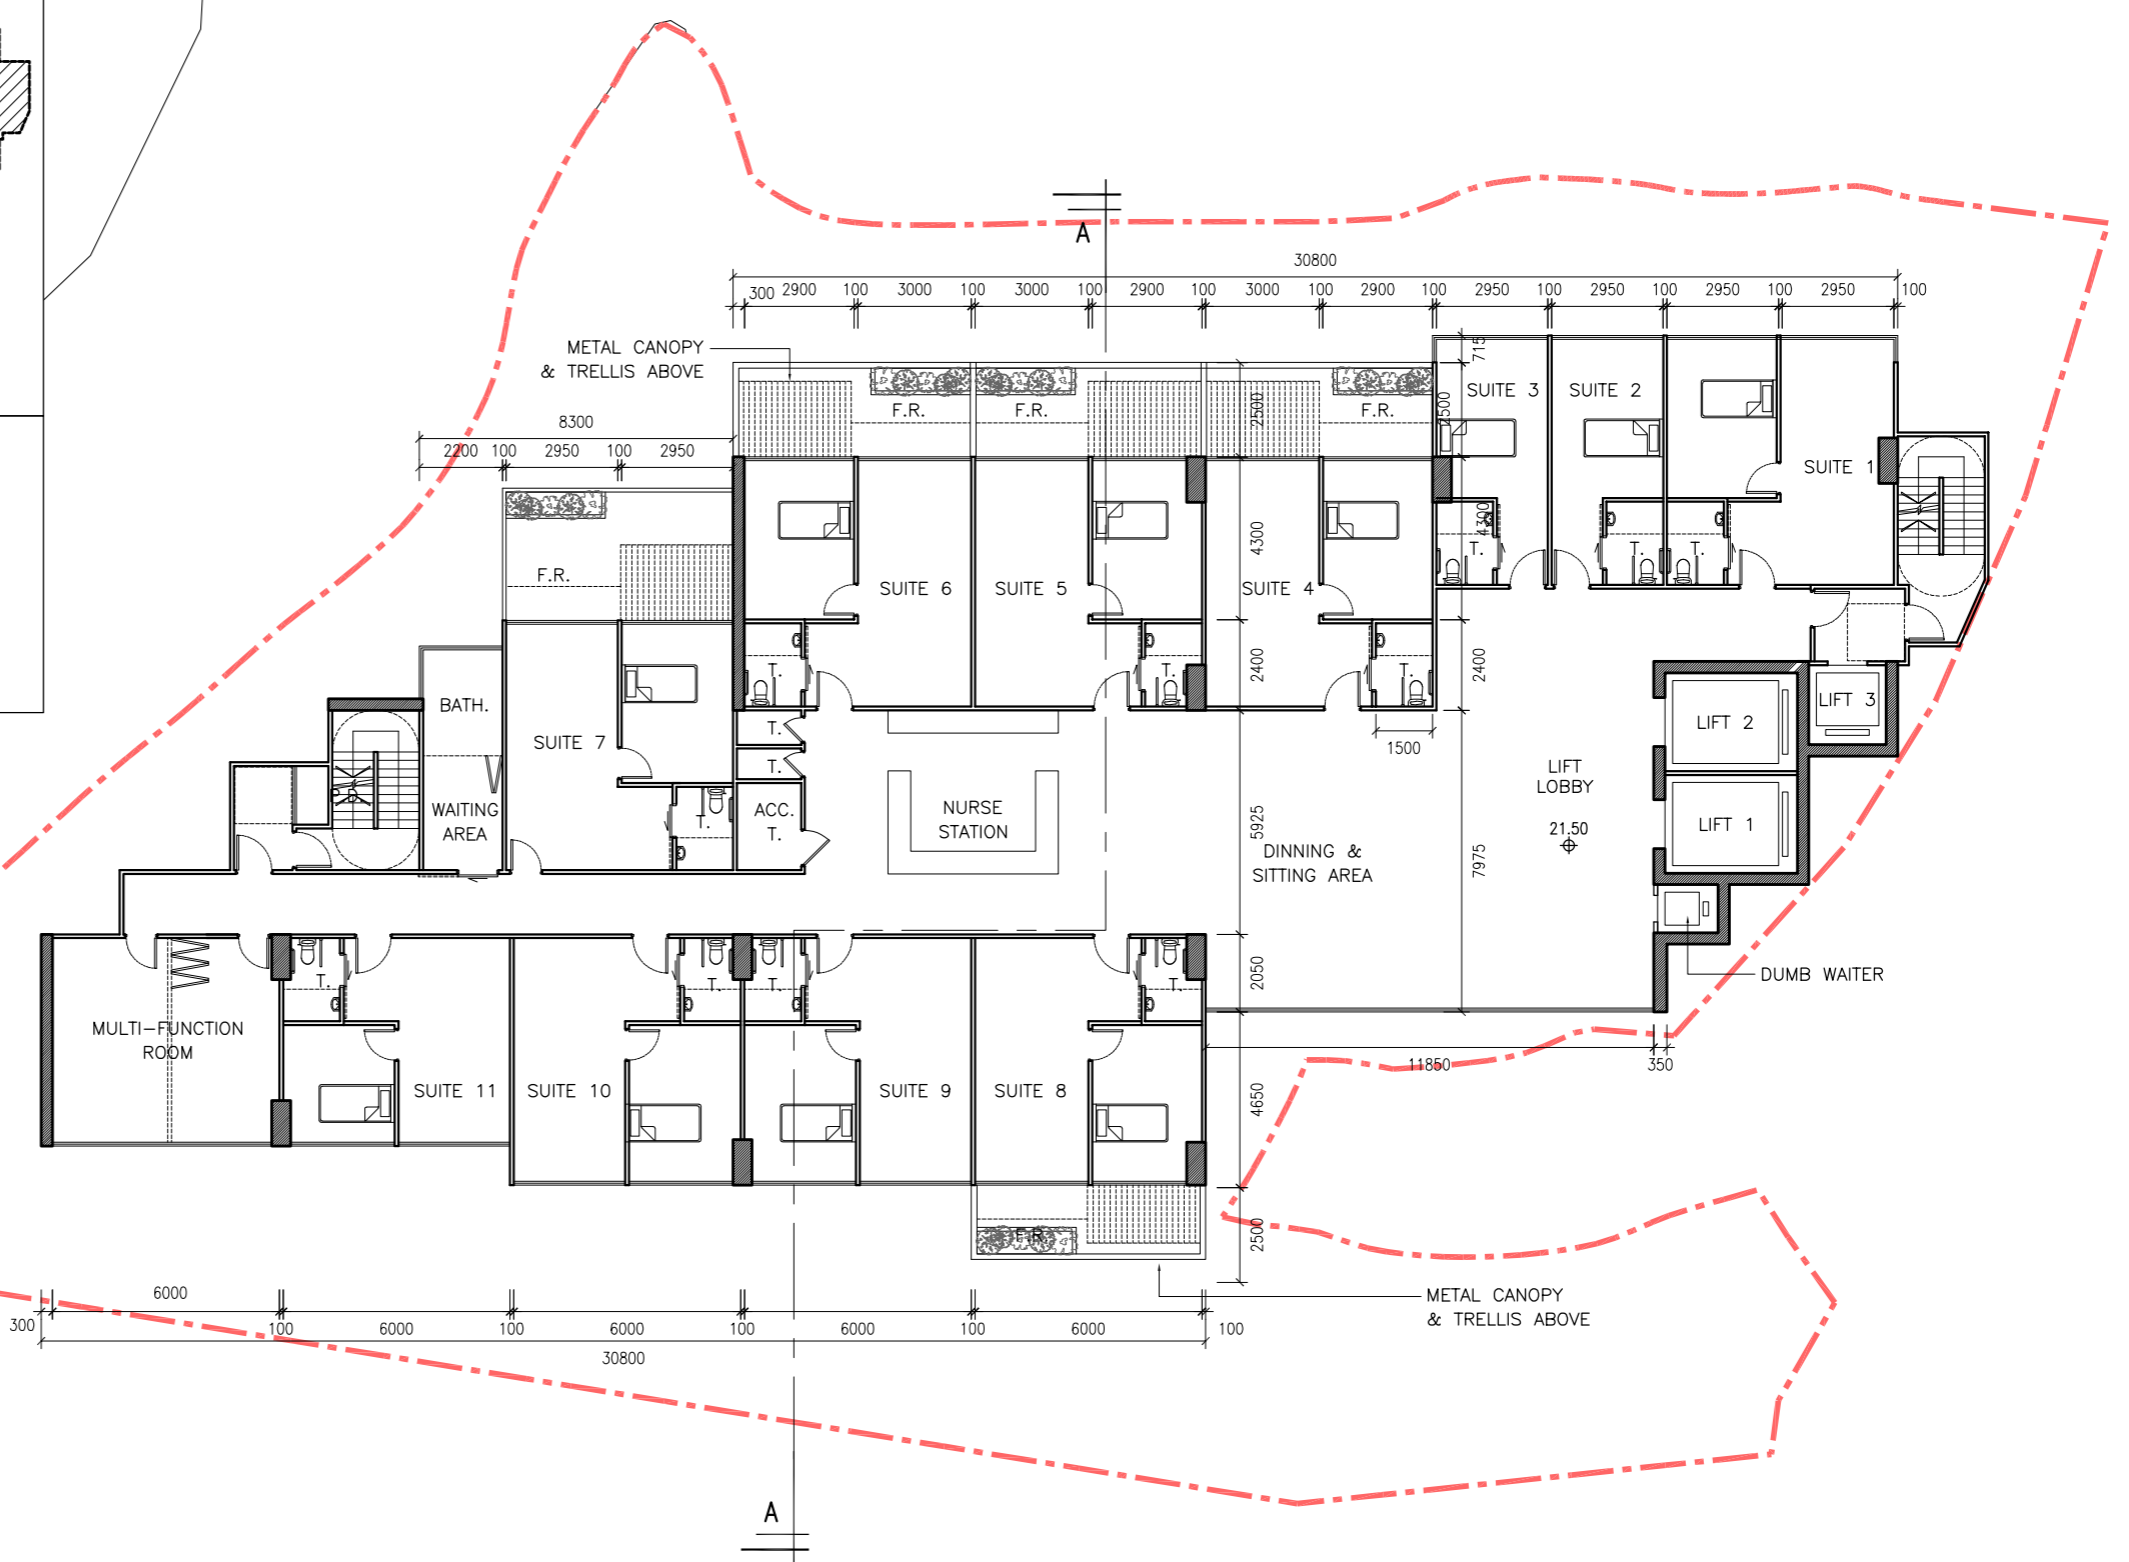 A
30800
300 2900 100 3000 100 3000 100 2900 100 3000 100 2900 100 2950 100 2950 100 2950 100 2950 100
METAL CANOPY
& TRELLIS ABOVE
715
2500
2500
F.R.
F.R.
F.R.
SUITE 3
SUITE 2
SUITE 1
8300
2200 100 2950 100 2950
F.R.
4300
4300
T.
T.
T.
SUITE 6
SUITE 5
SUITE 4
2400
2400
T.
T.
T.
BATH.
SUITE 7
T.
T.
1500
LIFT 3
LIFT 2
LIFT
LOBBY
21.50
LIFT 1
WAITING
AREA
T.
ACC.
T.
NURSE
STATION
5925
7975
DINNING &
SITTING AREA
2050
DUMB WAITER
T.
T.
T.
T.
MULTI-FUNCTION
ROOM
SUITE 11
SUITE 10
SUITE 9
SUITE 8
11850
350
4650
2500
F.R.
METAL CANOPY
& TRELLIS ABOVE
300 6000 100 6000 100 6000 100 6000 100 6000 100
30800
A